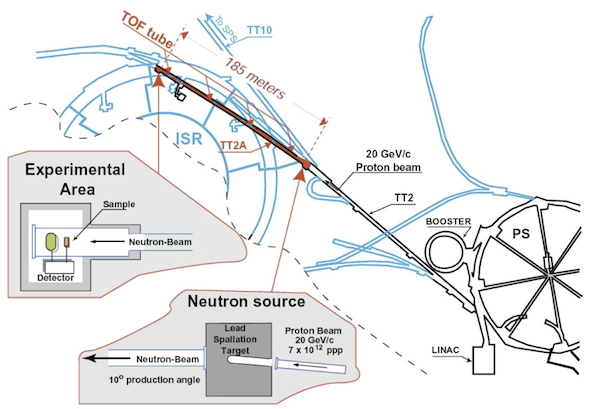 To SPS
TT10
TOF tube
185 meters
ISR
TT2A
20 GeV/c
Proton beam
TT2
BOOSTER
PS
LINAC
Experimental
Area
Sample
Neutron-Beam
Detector
Neutron source
Lead
Spallation
Target
Proton Beam
20 GeV/c
7 x 10¹² ppp
Neutron-Beam
10º production angle